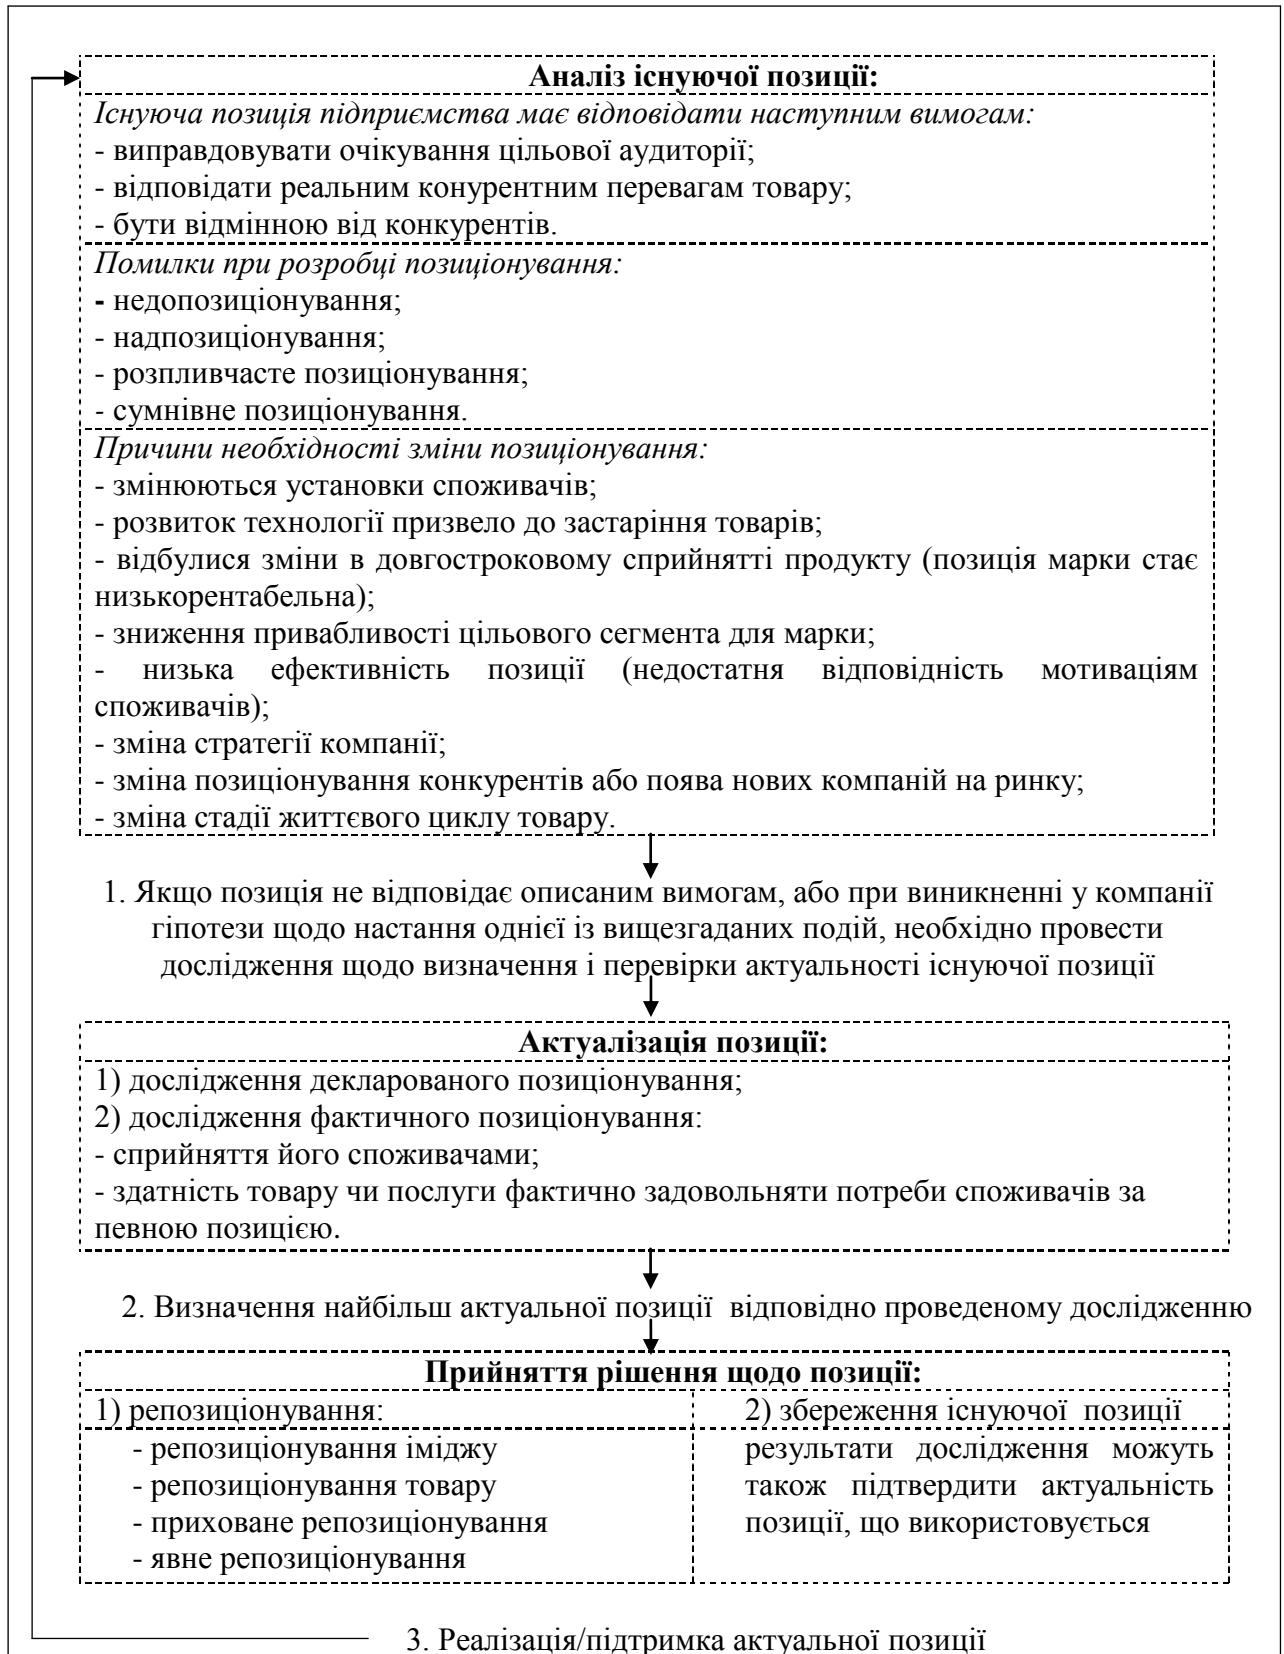 Аналіз існуючої позиції:
Існуюча позиція підприємства має відповідати наступним вимогам:
- виправдовувати очікування цільової аудиторії;
- відповідати реальним конкурентним перевагам товару;
- бути відмінною від конкурентів.
Помилки при розробці позиціонування:
- недопозиціонування;
- надпозиціонування;
- розпливчасте позиціонування;
- сумнівне позиціонування.
Причини необхідності зміни позиціонування:
- змінюються установки споживачів;
- розвиток технології призвело до застаріння товарів;
- відбулися зміни в довгостроковому сприйнятті продукту (позиція марки стає
низькорентабельна);
- зниження привабливості цільового сегмента для марки;
- низька ефективність позиції (недостатня відповідність мотиваціям
споживачів);
- зміна стратегії компанії;
- зміна позиціонування конкурентів або поява нових компаній на ринку;
- зміна стадії життєвого циклу товару.
1. Якщо позиція не відповідає описаним вимогам, або при виникненні у компанії
гіпотези щодо настання однієї із вищезгаданих подій, необхідно провести
дослідження щодо визначення і перевірки актуальності існуючої позиції
Актуалізація позиції:
1) дослідження декларованого позиціонування;
2) дослідження фактичного позиціонування:
- сприйняття його споживачами;
- здатність товару чи послуги фактично задовольняти потреби споживачів за
певною позицією.
2. Визначення найбільш актуальної позиції відповідно проведеному дослідженню
Прийняття рішення щодо позиції:
1) репозиціонування:
- репозиціонування іміджу
- репозиціонування товару
- приховане репозиціонування
- явне репозиціонування
2) збереження існуючої позиції
результати дослідження можуть
також підтвердити актуальність
позиції, що використовується
3. Реалізація/підтримка актуальної позиції